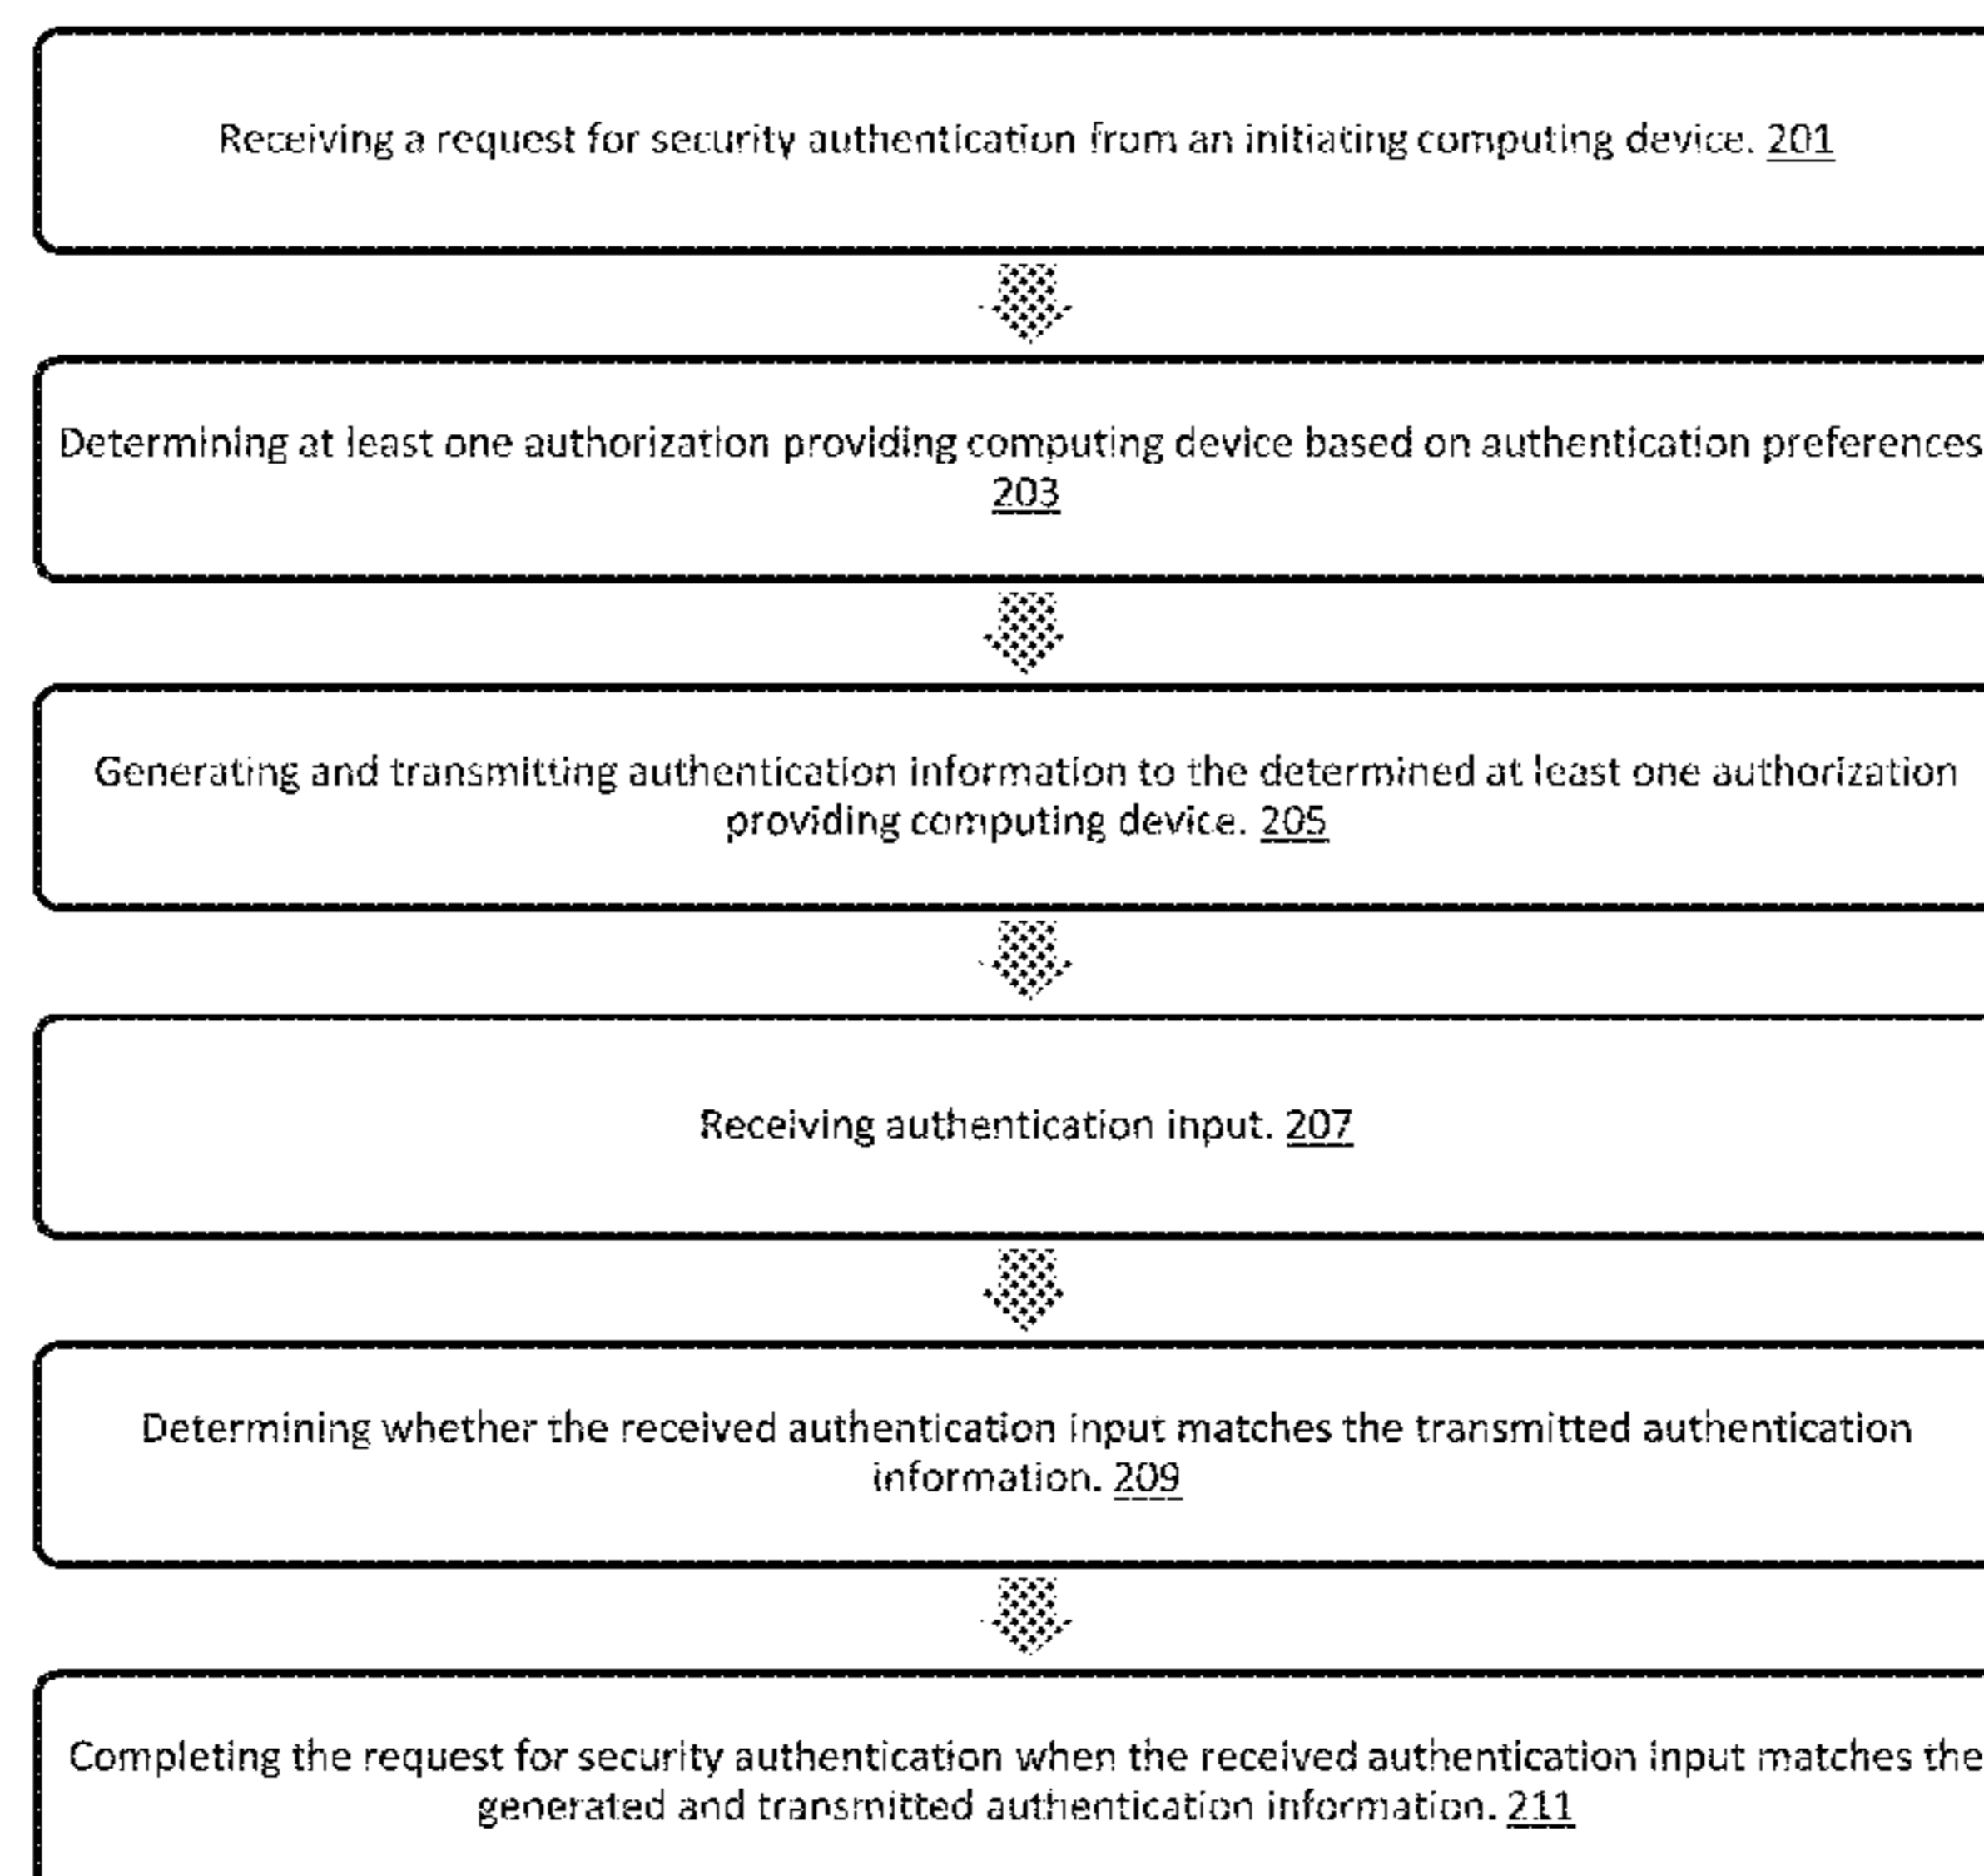 Receiving a request for security authentication from an initiating computing device. 201
Determining at least one authorization providing computing device based on authentication preferences
203
Generating and transmitting authentication information to the determined at least one authorization
providing computing device. 205
Receiving authentication input. 207
Determining whether the received authentication input matches the transmitted authentication
information. 209
Completing the request for security authentication when the received authentication input matches the
generated and transmitted authentication information. 211